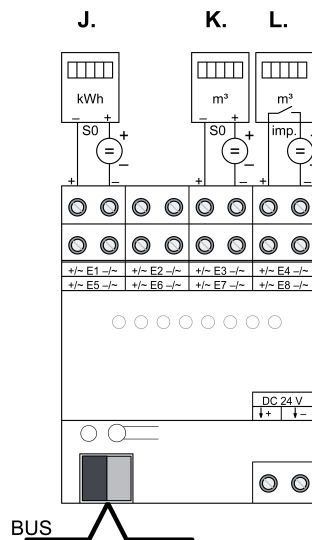 J. K. L.
kWh m³ m³
– + – +
S0 + S0 + imp. +
= = =
– – –
+ – + – + –
+/~ E1 –/~ +/~ E2 –/~ +/~ E3 –/~ +/~ E4 –/~
+/~ E5 –/~ +/~ E6 –/~ +/~ E7 –/~ +/~ E8 –/~
DC 24 V
+ –
BUS